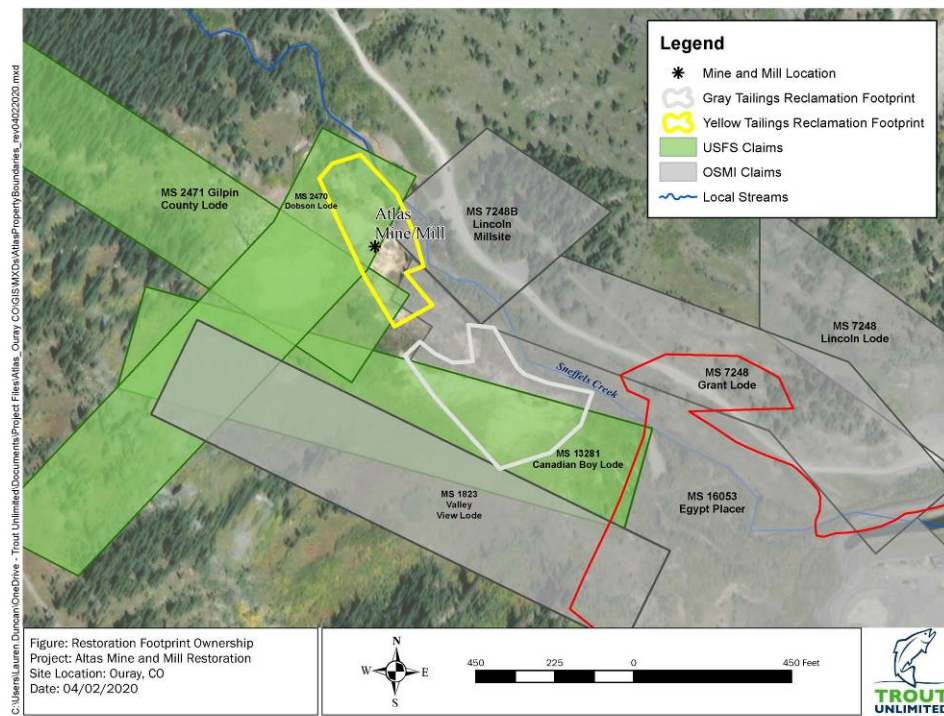 C:\Users\Lauren.Duncan\OneDrive - Trout Unlimited\Documents\Project Files\Atlas_Ouray CO\GIS\MXDs\AtlasPropertyBoundaries_rev04022020.mxd
Legend
Mine and Mill Location
Gray Tailings Reclamation Footprint
Yellow Tailings Reclamation Footprint
USFS Claims
OSMI Claims
Local Streams
MS 2471 Gilpin
County Lode
MS 2470
Dobson Lode
Atlas
Mine/Mill
MS 7248B
Lincoln
Millsite
MS 7248
Lincoln Lode
Sneffels Creek
MS 7248
Grant Lode
MS 13281
Canadian Boy Lode
MS 16053
Egypt Placer
MS 1823
Valley
View Lode
Figure: Restoration Footprint Ownership
Project: Altas Mine and Mill Restoration
Site Location: Ouray, CO
Date: 04/02/2020
N
W E
S
450 225 0 450 Feet
TROUT
UNLIMITED